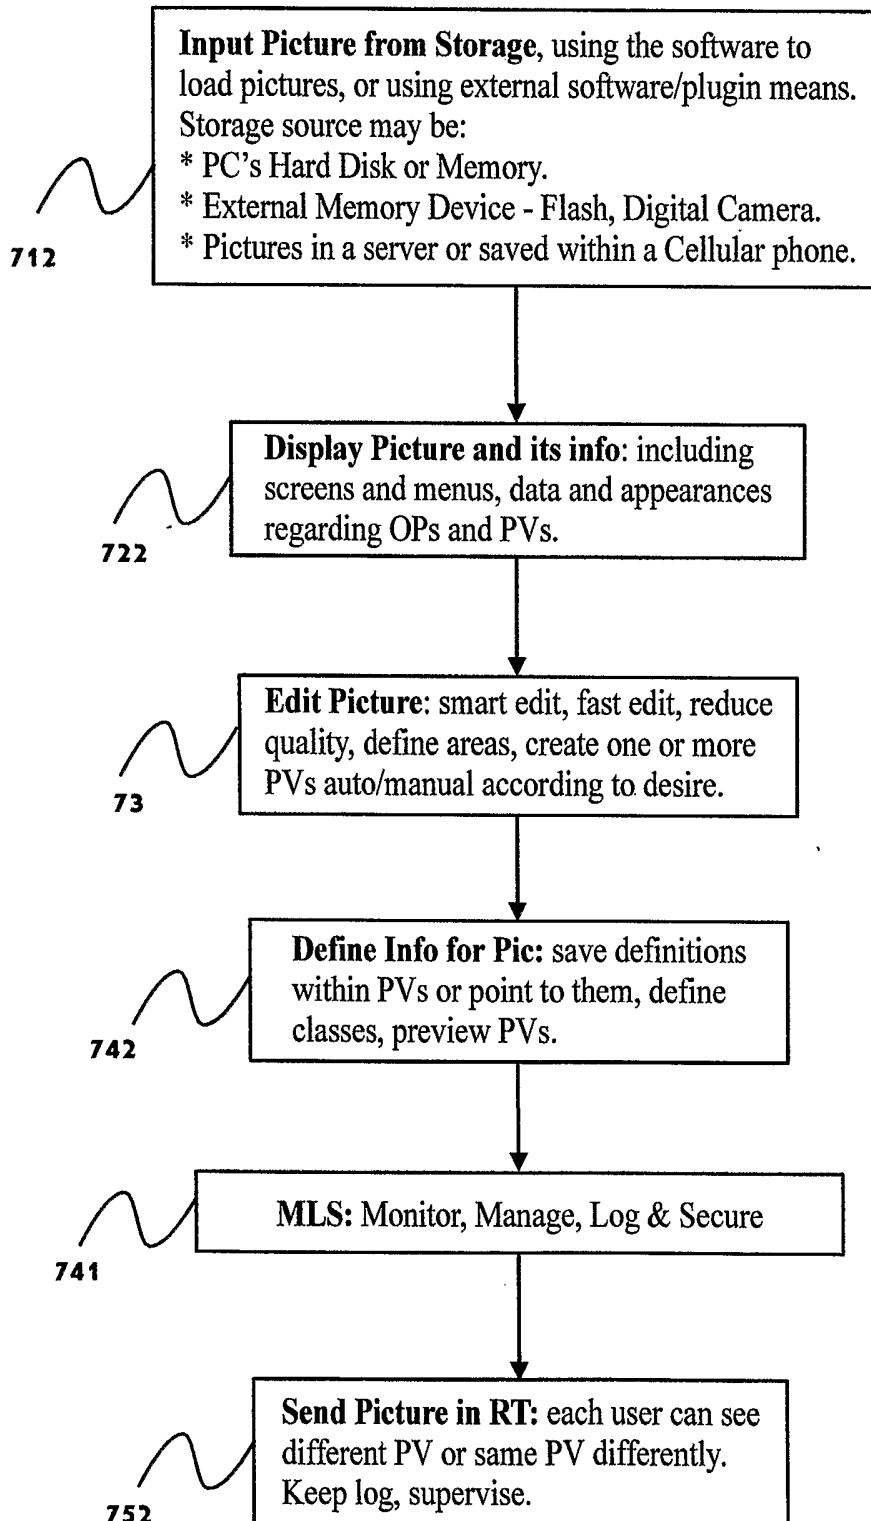 Input Picture from Storage, using the software to
load pictures, or using external software/plugin means.
Storage source may be:
* PC's Hard Disk or Memory.
* External Memory Device - Flash, Digital Camera.
* Pictures in a server or saved within a Cellular phone.
712
Display Picture and its info: including
screens and menus, data and appearances
regarding OPs and PVs.
722
Edit Picture: smart edit, fast edit, reduce
quality, define areas, create one or more
PVs auto/manual according to desire.
73
Define Info for Pic: save definitions
within PVs or point to them, define
classes, preview PVs.
742
MLS: Monitor, Manage, Log & Secure
741
Send Picture in RT: each user can see
different PV or same PV differently.
Keep log, supervise.
752